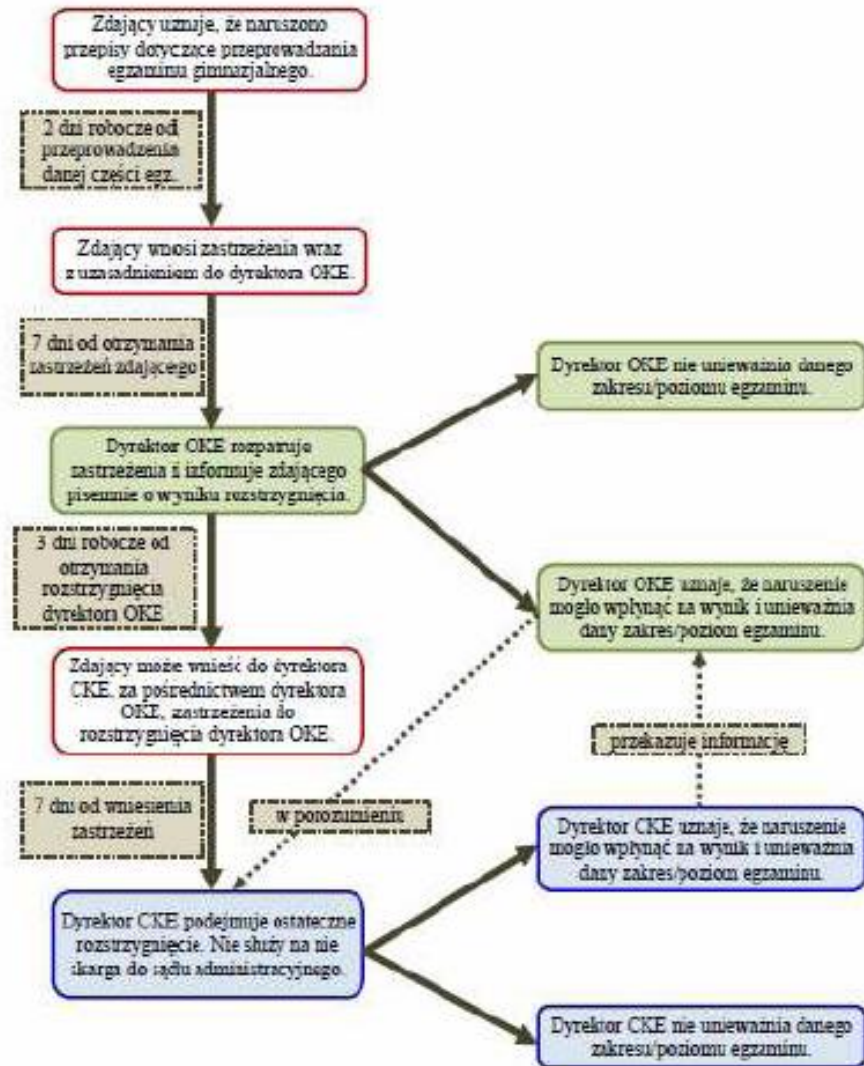 Zdający uznaje, że naruszono
przepisy dotyczące przeprowadzania
egzaminu gimnazjalnego.
2 dni robocze od
przeprowadzenia
danej części egz.
Zdający wnosi zastrzeżenia wraz
z uzasadnieniem do dyrektora OKE.
7 dni od otrzymania
zastrzeżeń zdającego
Dyrektor OKE nie unieważnia danego
zakresu/poziomu egzaminu.
Dyrektor OKE rozpatruje
zastrzeżenia i informuje zdającego
pisemnie o wyniku rozstrzygnięcia.
3 dni robocze od
otrzymania
rozstrzygnięcia
dyrektora OKE
Dyrektor OKE uznaje, że naruszenie
mogło wpłynąć na wynik i unieważnia
dany zakres/poziom egzaminu.
Zdający może wnieść do dyrektora
CKE, za pośrednictwem dyrektora
OKE, zastrzeżenia do
rozstrzygnięcia dyrektora OKE.
przekazuje informację
7 dni od wniesienia
zastrzeżeń
w porozumieniu
Dyrektor CKE uznaje, że naruszenie
mogło wpłynąć na wynik i unieważnia
dany zakres/poziom egzaminu.
Dyrektor CKE podejmuje ostateczne
rozstrzygnięcie. Nie służy na nie
skarga do sądu administracyjnego.
Dyrektor CKE nie unieważnia danego
zakresu/poziomu egzaminu.